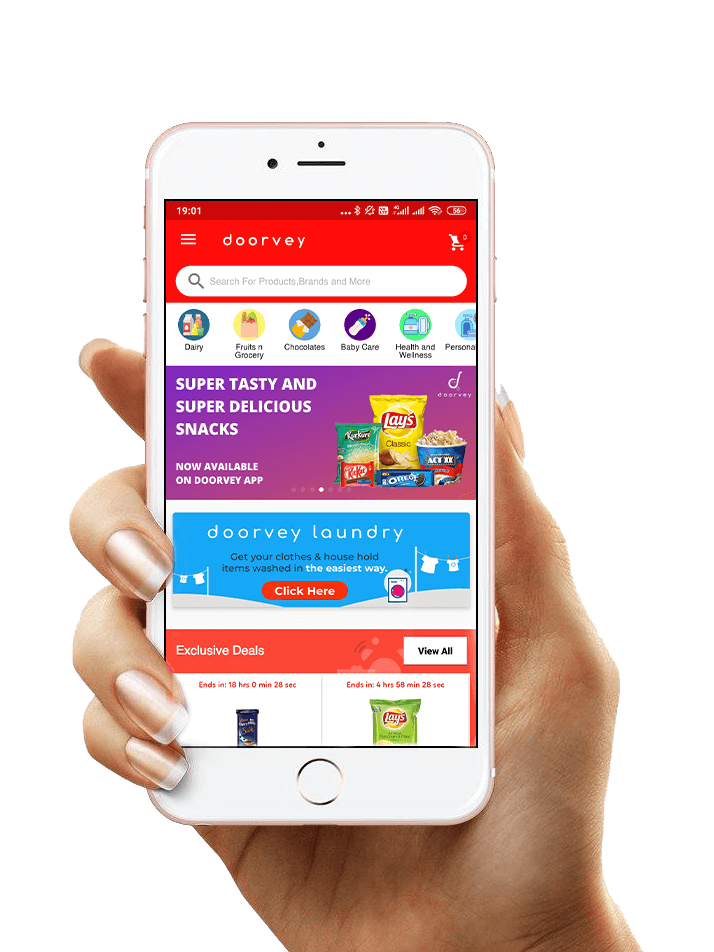 19:01
4G
56
doorvey
0
Search For Products,Brands and More
Dairy
Fruits n
Grocery
Chocolates
Baby Care
Health and
Wellness
Persona
SUPER TASTY AND
SUPER DELICIOUS
SNACKS
NOW AVAILABLE
ON DOORVEY APP
doorvey
Lay's
Classic
Kurkure
KitKat
OREO
ACT II
doorvey laundry
Get your clothes & house hold
items washed in the easiest way.
Click Here
Exclusive Deals
View All
Ends in: 18 hrs 0 min 28 sec
Ends in: 4 hrs 58 min 28 sec
Lay's